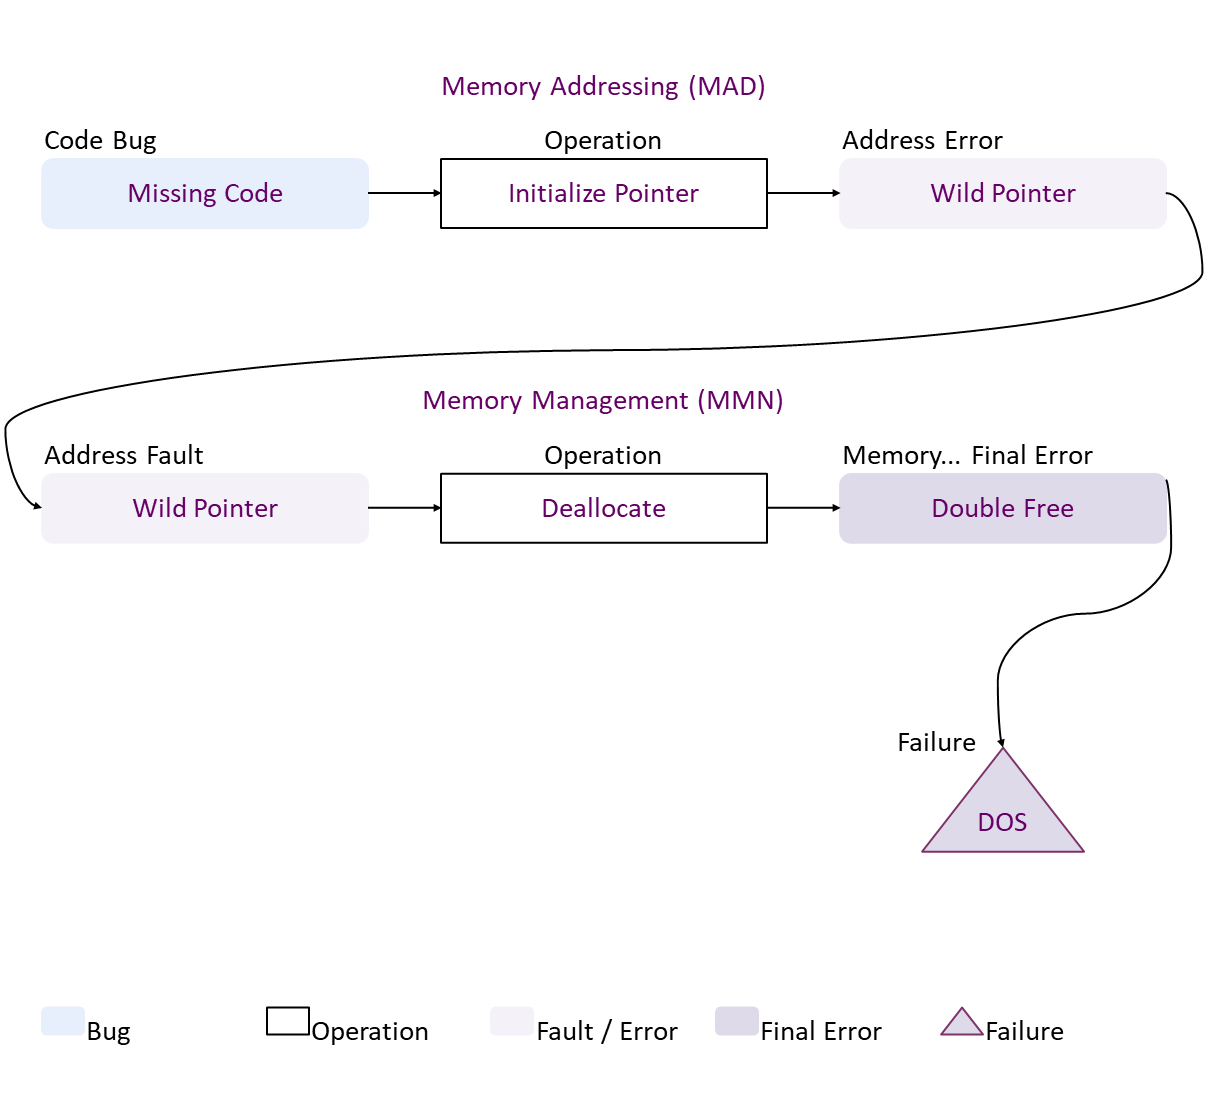 Memory Addressing (MAD)
Code Bug
Operation
Address Error
Missing Code
Initialize Pointer
Wild Pointer
Memory Management (MMN)
Address Fault
Operation
Memory... Final Error
Wild Pointer
Deallocate
Double Free
Failure
DOS
Bug
Operation
Fault / Error
Final Error
Failure